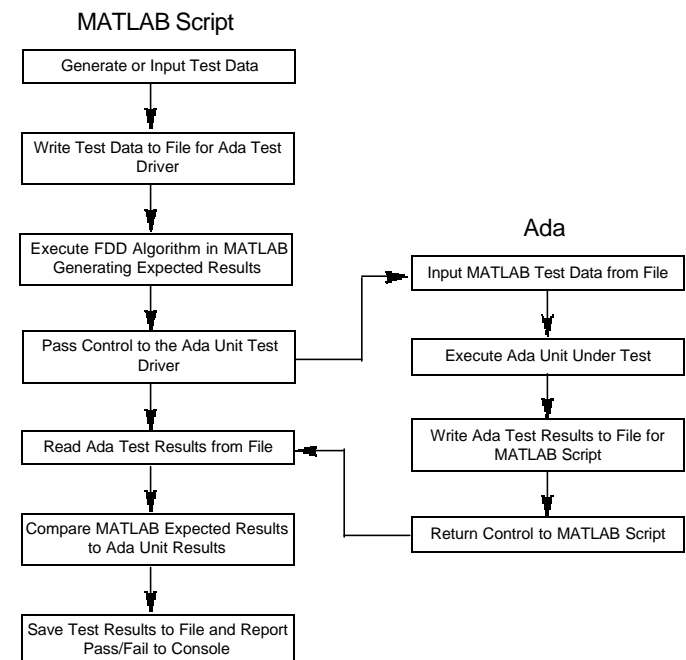 MATLAB Script
Generate or Input Test Data
Write Test Data to File for Ada Test
Driver
Execute FDD Algorithm in MATLAB
Generating Expected Results
Pass Control to the Ada Unit Test
Driver
Read Ada Test Results from File
Compare MATLAB Expected Results
to Ada Unit Results
Save Test Results to File and Report
Pass/Fail to Console
Ada
Input MATLAB Test Data from File
Execute Ada Unit Under Test
Write Ada Test Results to File for
MATLAB Script
Return Control to MATLAB Script